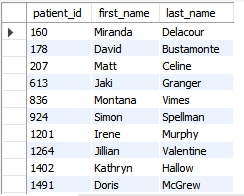 patient_id first_name last_name
160 Miranda Delacour
178 David Bustamonte
207 Matt Celine
613 Jaki Granger
836 Montana Vimes
924 Simon Spellman
1201 Irene Murphy
1264 Jillian Valentine
1402 Kathryn Hallow
1491 Doris McGrew